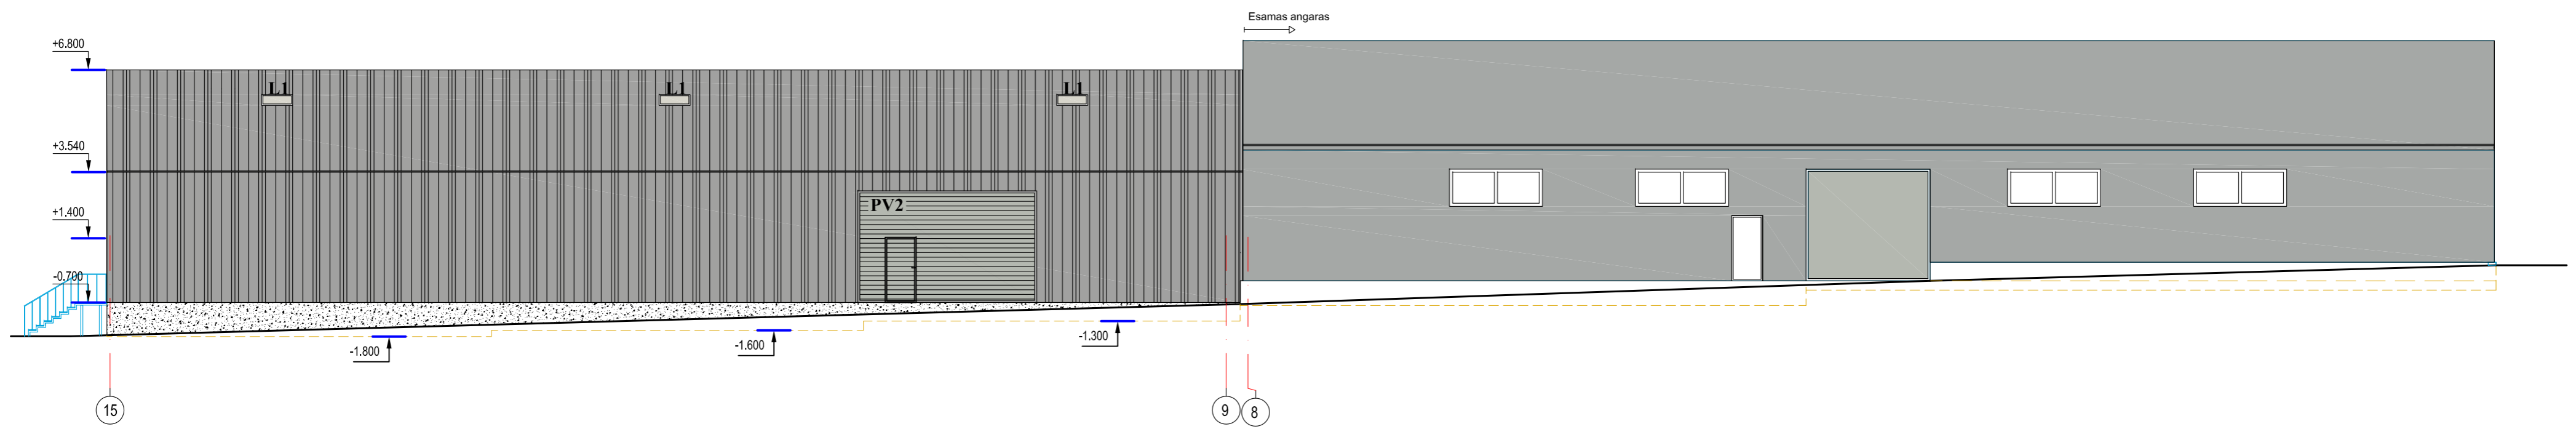 Esamas angaras
+6.800
L1
L1
L1
+3.540
PV2
+1.400
-0.700
-1.800
-1.600
-1.300
15
9
8